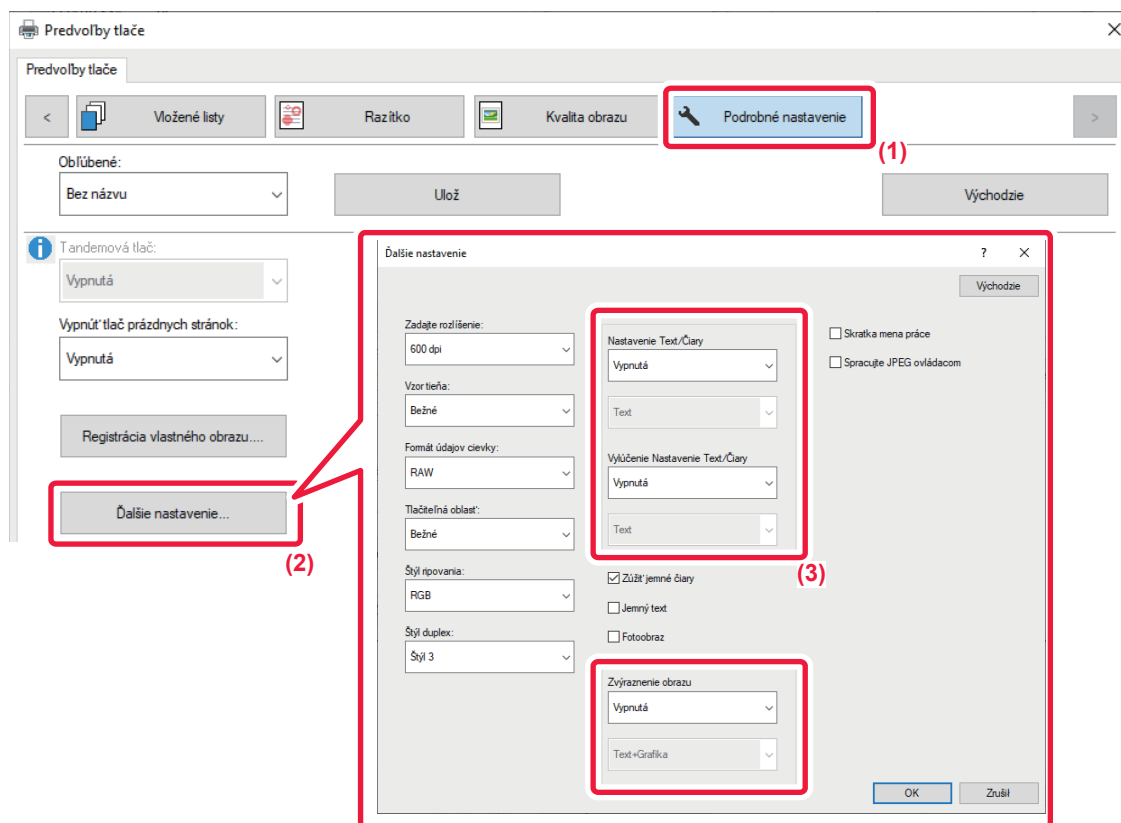 Predvoľby tlače
Predvoľby tlače
< Vložené listy Razítko Kvalita obrazu Podrobné nastavenie >
(1)
Obľúbené:
Bez názvu Ulož Východzie
Tandemová tlač:
Vypnutá
Vypnúť tlač prázdnych stránok:
Vypnutá
Registrácia vlastného obrazu....
Ďalšie nastavenie...
(2)
Ďalšie nastavenie ?
Východzie
Zadajte rozlíšenie:
600 dpi
Vzor tieňa:
Bežné
Formát údajov cievky:
RAW
Tlačiteľná oblasť:
Bežné
Štýl ripovania:
RGB
Štýl duplex:
Štýl 3
Nastavenie Text/Čiary
Vypnutá
Text
Vylúčenie Nastavenie Text/Čiary
Vypnutá
Text
(3)
Zúžiť jemné čiary
Jemný text
Fotoobraz
Zvýraznenie obrazu
Vypnutá
Text+Grafika
Skratka mena práce
Spracujte JPEG ovládacom
OK Zrušiť